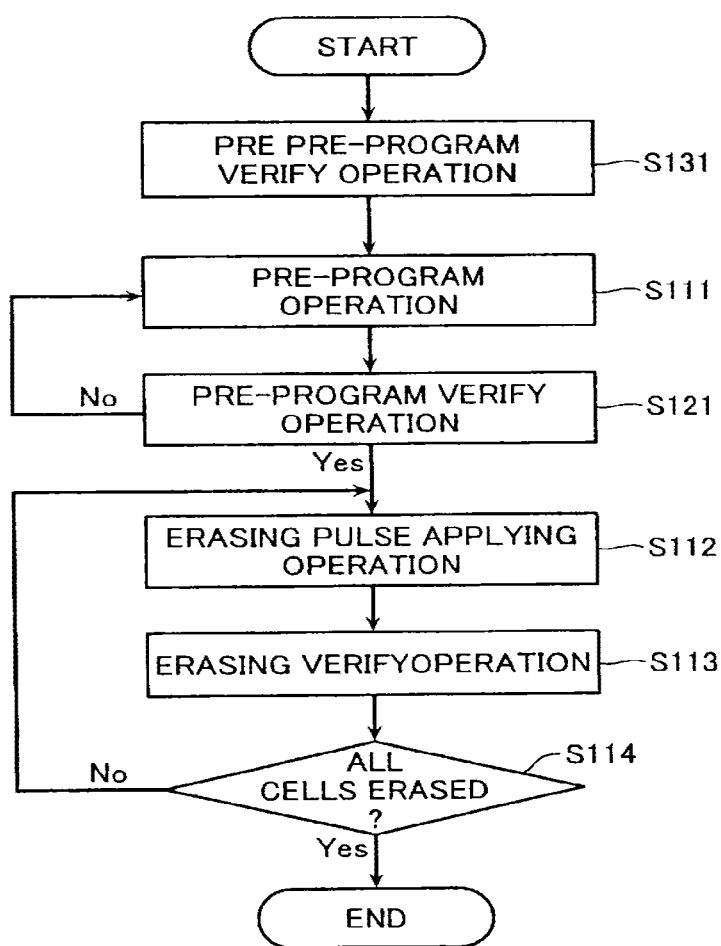 START
PRE PRE-PROGRAM
VERIFY OPERATION
S131
PRE-PROGRAM
OPERATION
S111
No
PRE-PROGRAM VERIFY
OPERATION
S121
Yes
ERASING PULSE APPLYING
OPERATION
S112
ERASING VERIFYOPERATION
S113
S114
No
ALL
CELLS ERASED
?
Yes
END